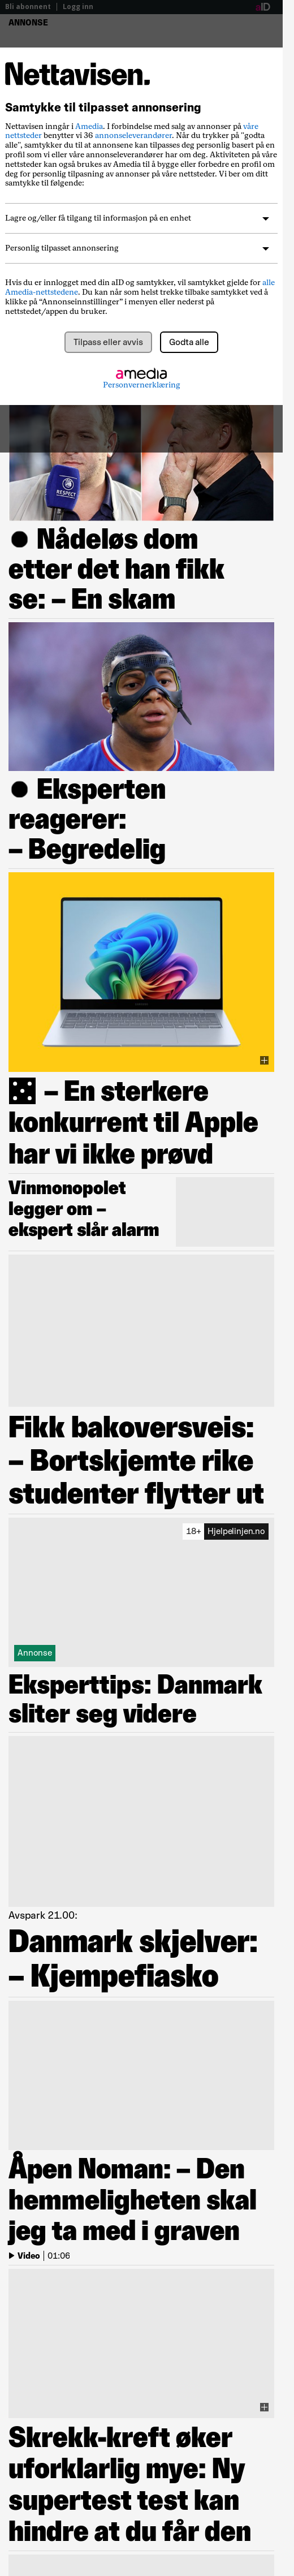 Bli abonnent | Logg inn
aID
ANNONSE
Nettavisen.
Samtykke til tilpasset annonsering
Nettavisen inngår i Amedia. I forbindelse med salg av annonser på våre
nettsteder benytter vi 36 annonseleverandører. Når du trykker på "godta
alle", samtykker du til at annonsene kan tilpasses deg personlig basert på en
profil som vi eller våre annonseleverandører har om deg. Aktiviteten på våre
nettsteder kan også brukes av Amedia til å bygge eller forbedre en profil om
deg for personlig tilpasning av annonser på våre nettsteder. Vi ber om ditt
samtykke til følgende:
Lagre og/eller få tilgang til informasjon på en enhet
Personlig tilpasset annonsering
Hvis du er innlogget med din aID og samtykker, vil samtykket gjelde for alle
Amedia-nettstedene. Du kan når som helst trekke tilbake samtykket ved å
klikke på “Annonseinnstillinger” i menyen eller nederst på
nettstedet/appen du bruker.
Tilpass eller avvis
Godta alle
amedia
Personvernerklæring
RESPECT
Nådeløs dom
etter det han fikk
se: – En skam
Eksperten
reagerer:
– Begredelig
– En sterkere
konkurrent til Apple
har vi ikke prøvd
Vinmonopolet
legger om –
ekspert slår alarm
Fikk bakoversveis:
– Bortskjemte rike
studenter flytter ut
18+ Hjelpelinjen.no
Annonse
Eksperttips: Danmark
sliter seg videre
Avspark 21.00:
Danmark skjelver:
– Kjempefiasko
Åpen Noman: – Den
hemmeligheten skal
jeg ta med i graven
Video | 01:06
Skrekk-kreft øker
uforklarlig mye: Ny
supertest test kan
hindre at du får den